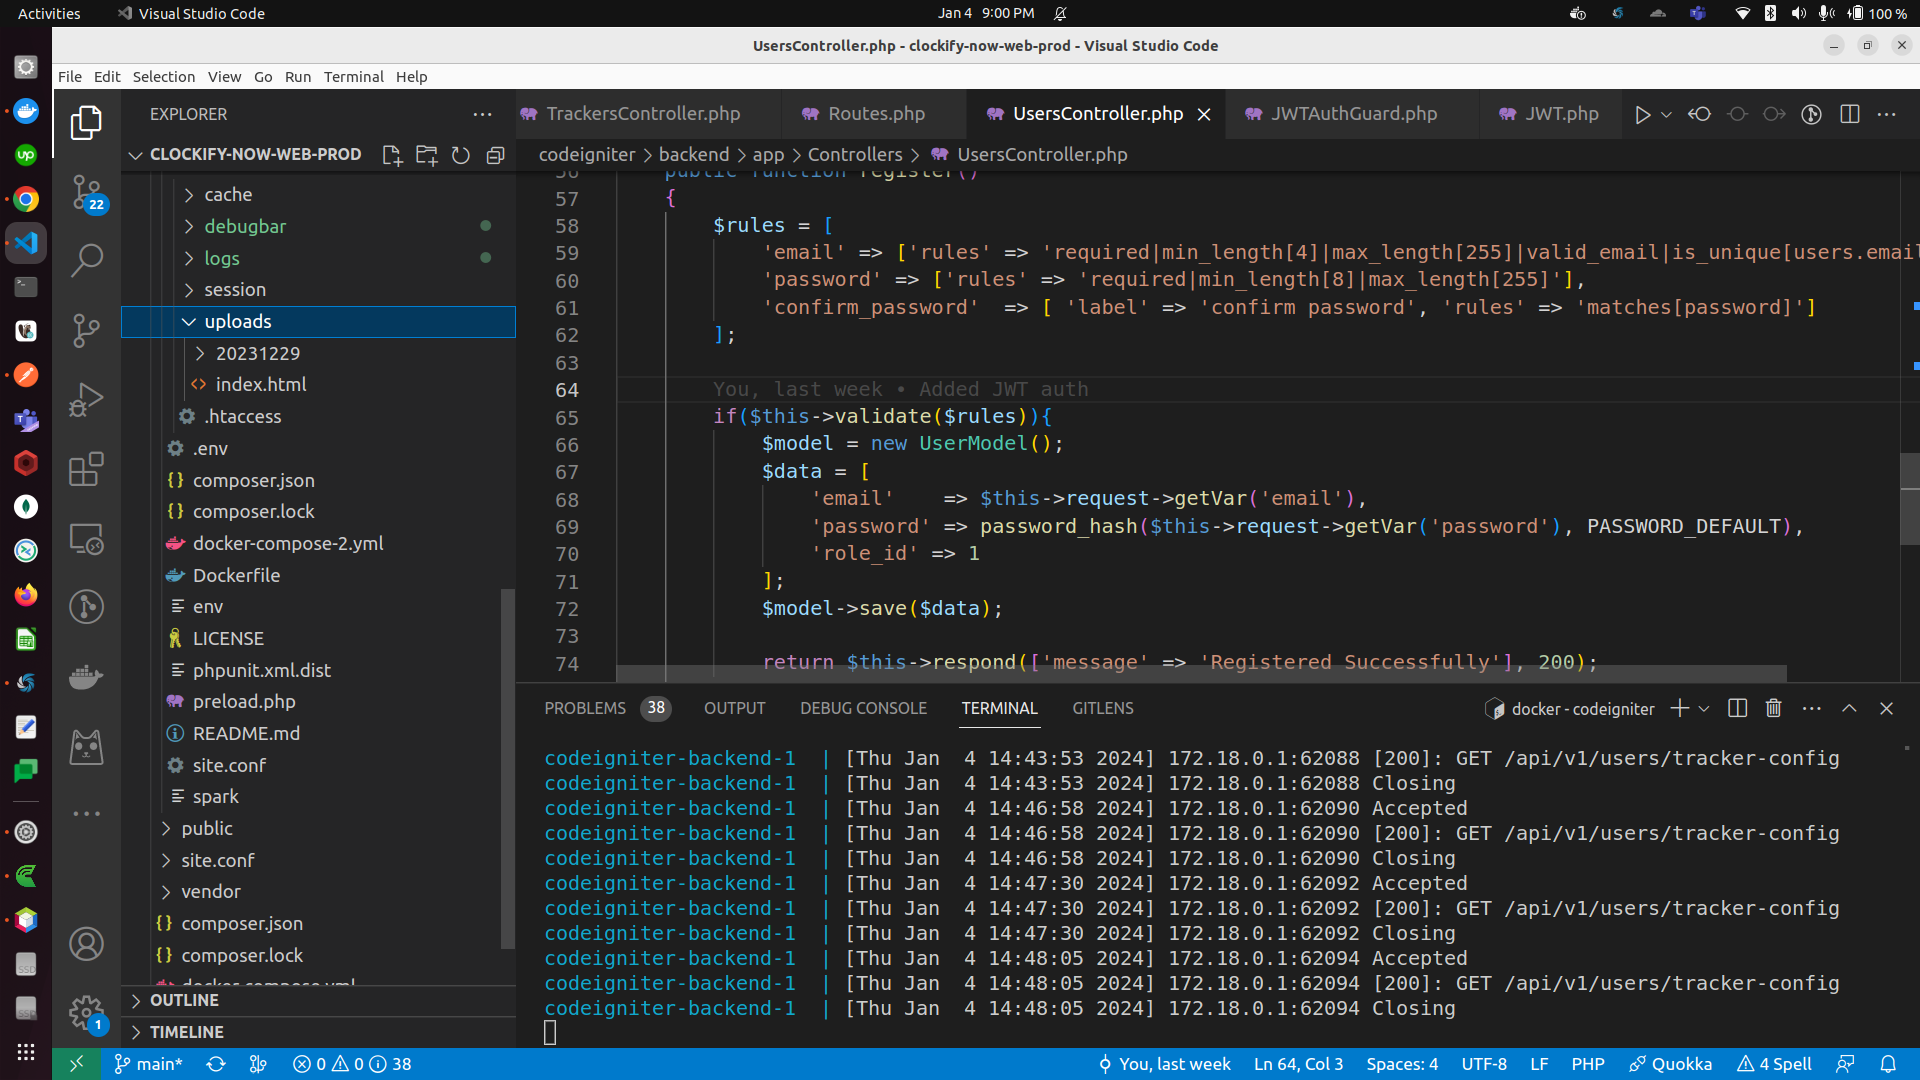 Activities
Visual Studio Code
Jan 4 9:00 PM
100 %
UsersController.php - clockify-now-web-prod - Visual Studio Code
File Edit Selection View Go Run Terminal Help
EXPLORER
CLOCKIFY-NOW-WEB-PROD
cache
debugbar
logs
session
uploads
20231229
index.html
.htaccess
.env
composer.json
composer.lock
docker-compose-2.yml
Dockerfile
env
LICENSE
phpunit.xml.dist
preload.php
README.md
site.conf
spark
public
site.conf
vendor
composer.json
composer.lock
docker-compose.yml
OUTLINE
TIMELINE
22
1
TrackersController.php
Routes.php
UsersController.php
JWTAuthGuard.php
JWT.php
codeigniter > backend > app > Controllers > UsersController.php
56 public function register()
57 {
58 $rules = [
59 'email' => ['rules' => 'required|min_length[4]|max_length[255]|valid_email|is_unique[users.email
60 'password' => ['rules' => 'required|min_length[8]|max_length[255]'],
61 'confirm_password'  => [ 'label' => 'confirm password', 'rules' => 'matches[password]']
62 ];
63
64 You, last week • Added JWT auth
65 if($this->validate($rules)){
66 $model = new UserModel();
67 $data = [
68 'email'    => $this->request->getVar('email'),
69 'password' => password_hash($this->request->getVar('password'), PASSWORD_DEFAULT),
70 'role_id' => 1
71 ];
72 $model->save($data);
73
74 return $this->respond(['message' => 'Registered Successfully'], 200);
PROBLEMS 38 OUTPUT DEBUG CONSOLE TERMINAL GITLENS
docker - codeigniter
codeigniter-backend-1  | [Thu Jan  4 14:43:53 2024] 172.18.0.1:62088 [200]: GET /api/v1/users/tracker-config
codeigniter-backend-1  | [Thu Jan  4 14:43:53 2024] 172.18.0.1:62088 Closing
codeigniter-backend-1  | [Thu Jan  4 14:46:58 2024] 172.18.0.1:62090 Accepted
codeigniter-backend-1  | [Thu Jan  4 14:46:58 2024] 172.18.0.1:62090 [200]: GET /api/v1/users/tracker-config
codeigniter-backend-1  | [Thu Jan  4 14:46:58 2024] 172.18.0.1:62090 Closing
codeigniter-backend-1  | [Thu Jan  4 14:47:30 2024] 172.18.0.1:62092 Accepted
codeigniter-backend-1  | [Thu Jan  4 14:47:30 2024] 172.18.0.1:62092 [200]: GET /api/v1/users/tracker-config
codeigniter-backend-1  | [Thu Jan  4 14:47:30 2024] 172.18.0.1:62092 Closing
codeigniter-backend-1  | [Thu Jan  4 14:48:05 2024] 172.18.0.1:62094 Accepted
codeigniter-backend-1  | [Thu Jan  4 14:48:05 2024] 172.18.0.1:62094 [200]: GET /api/v1/users/tracker-config
codeigniter-backend-1  | [Thu Jan  4 14:48:05 2024] 172.18.0.1:62094 Closing
main* 0 0 38
You, last week
Ln 64, Col 3
Spaces: 4
UTF-8
LF
PHP
Quokka
4 Spell